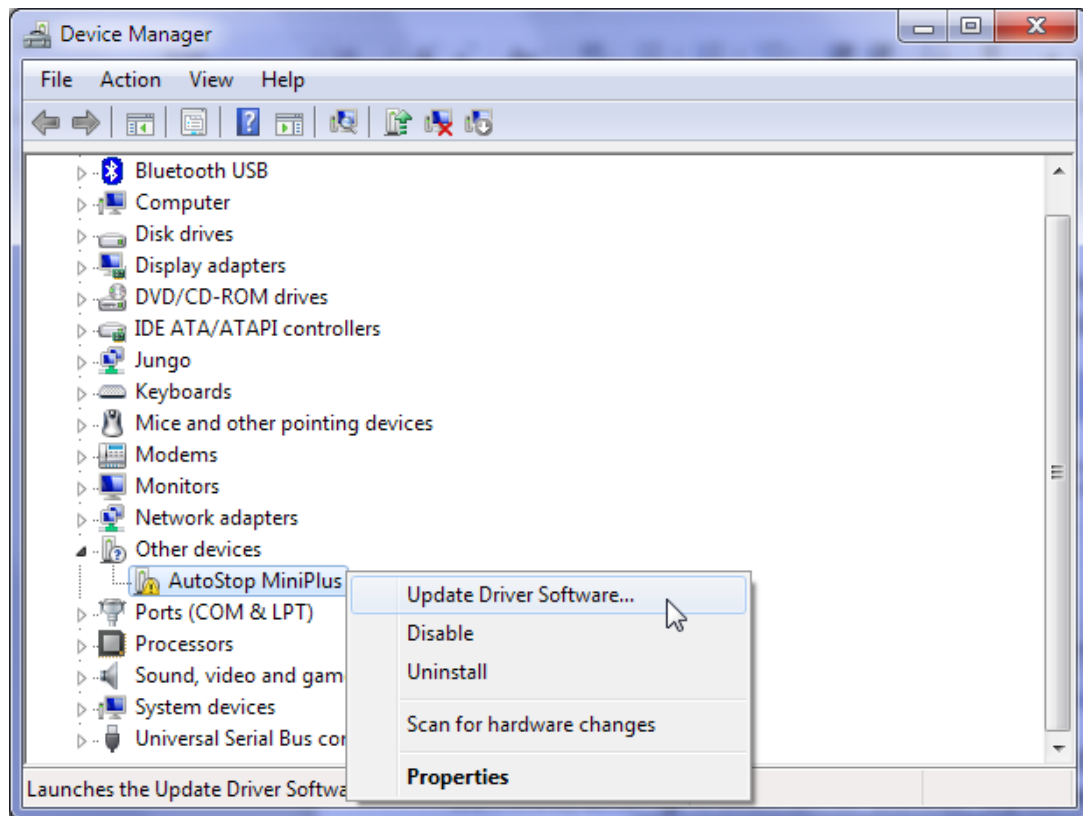 Device Manager
File Action View Help
Bluetooth USB
Computer
Disk drives
Display adapters
DVD/CD-ROM drives
IDE ATA/ATAPI controllers
Jungo
Keyboards
Mice and other pointing devices
Modems
Monitors
Network adapters
Other devices
AutoStop MiniPlus
Ports (COM & LPT)
Processors
Sound, video and gam
System devices
Universal Serial Bus cor
Update Driver Software...
Disable
Uninstall
Scan for hardware changes
Properties
Launches the Update Driver Softwa